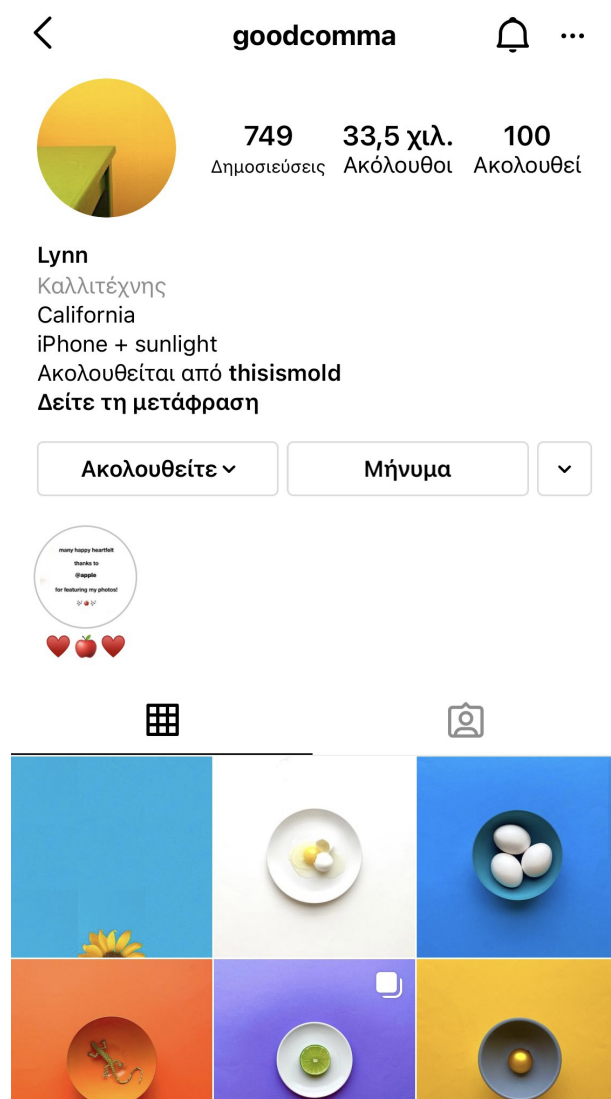 goodcomma
749 33,5 χιλ. 100
Δημοσιεύσεις Ακόλουθοι Ακολουθεί
Lynn
Καλλιτέχνης
California
iPhone + sunlight
Ακολουθείται από thisismold
Δείτε τη μετάφραση
Ακολουθείτε Μήνυμα
many happy heartfelt
thanks to
@apple
for featuring my photos!